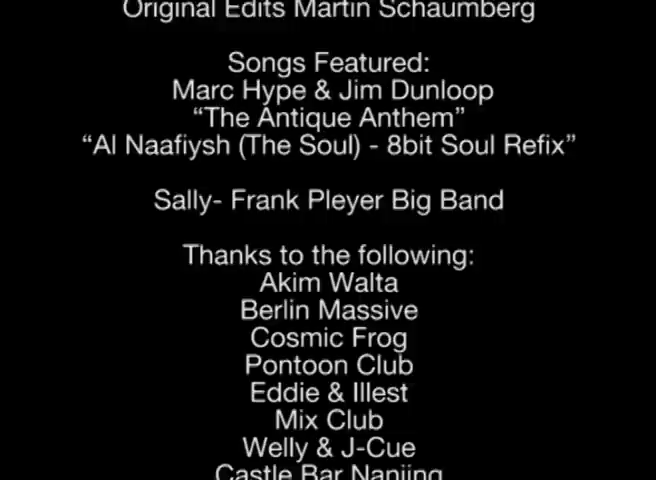 Original Edits Martin Schaumberg
Songs Featured:
Marc Hype & Jim Dunloop
“The Antique Anthem”
“Al Naafiysh (The Soul) - 8bit Soul Refix”
Sally- Frank Pleyer Big Band
Thanks to the following:
Akim Walta
Berlin Massive
Cosmic Frog
Pontoon Club
Eddie & Illest
Mix Club
Welly & J-Cue
Castle Bar Nanjing